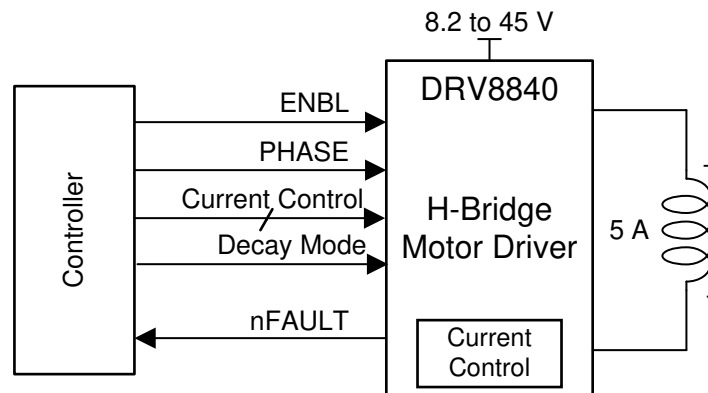 8.2 to 45 V
DRV8840
ENBL
PHASE
Current Control
Decay Mode
nFAULT
Controller
H-Bridge
Motor Driver
5 A
Current
Control